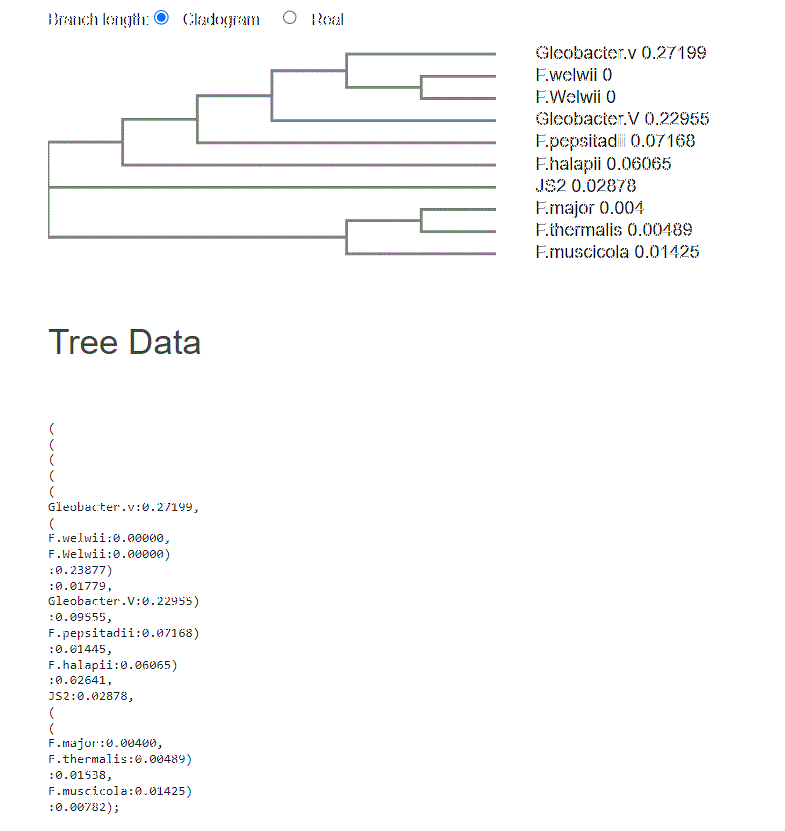 Branch length: Cladogram Real
Gleobacter.v 0.27199
F.welwii 0
F.Welwii 0
Gleobacter.V 0.22955
F.pepsitadii 0.07168
F.halapii 0.06065
JS2 0.02878
F.major 0.004
F.thermalis 0.00489
F.muscicola 0.01425
Tree Data
(
(
(
(
(
Gleobacter.v:0.27199,
(
F.welwii:0.00000,
F.Welwii:0.00000)
:0.23877)
:0.01779,
Gleobacter.V:0.22955)
:0.09555,
F.pepsitadii:0.07168)
:0.01445,
F.halapii:0.06065)
:0.02641,
JS2:0.02878,
(
(
F.major:0.00400,
F.thermalis:0.00489)
:0.01538,
F.muscicola:0.01425)
:0.00782);